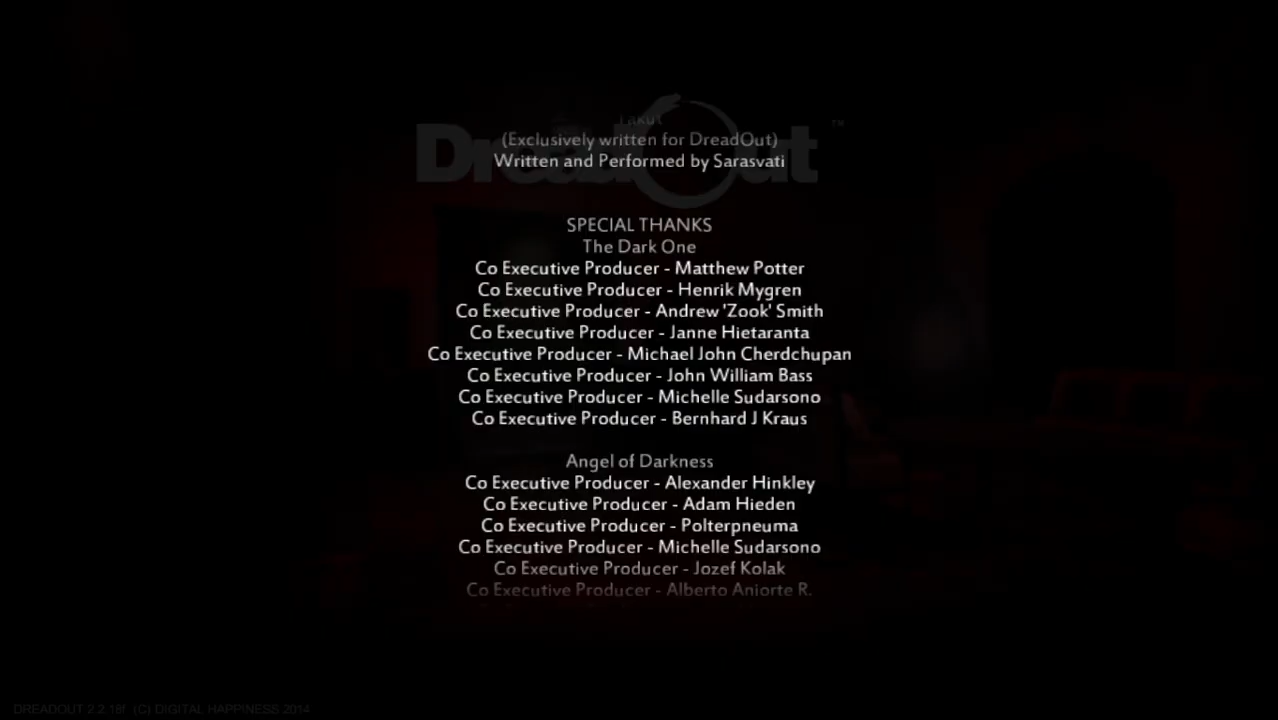 Takut
(Exclusively written for DreadOut)
DreadOut™
Written and Performed by Sarasvati
SPECIAL THANKS
The Dark One
Co Executive Producer - Matthew Potter
Co Executive Producer - Henrik Mygren
Co Executive Producer - Andrew 'Zook' Smith
Co Executive Producer - Janne Hietaranta
Co Executive Producer - Michael John Cherdchupan
Co Executive Producer - John William Bass
Co Executive Producer - Michelle Sudarsono
Co Executive Producer - Bernhard J Kraus
Angel of Darkness
Co Executive Producer - Alexander Hinkley
Co Executive Producer - Adam Hieden
Co Executive Producer - Polterpneuma
Co Executive Producer - Michelle Sudarsono
Co Executive Producer - Jozef Kolak
Co Executive Producer - Alberto Aniorte R.
DREADOUT 2.2.18f (C) DIGITAL HAPPINESS 2014